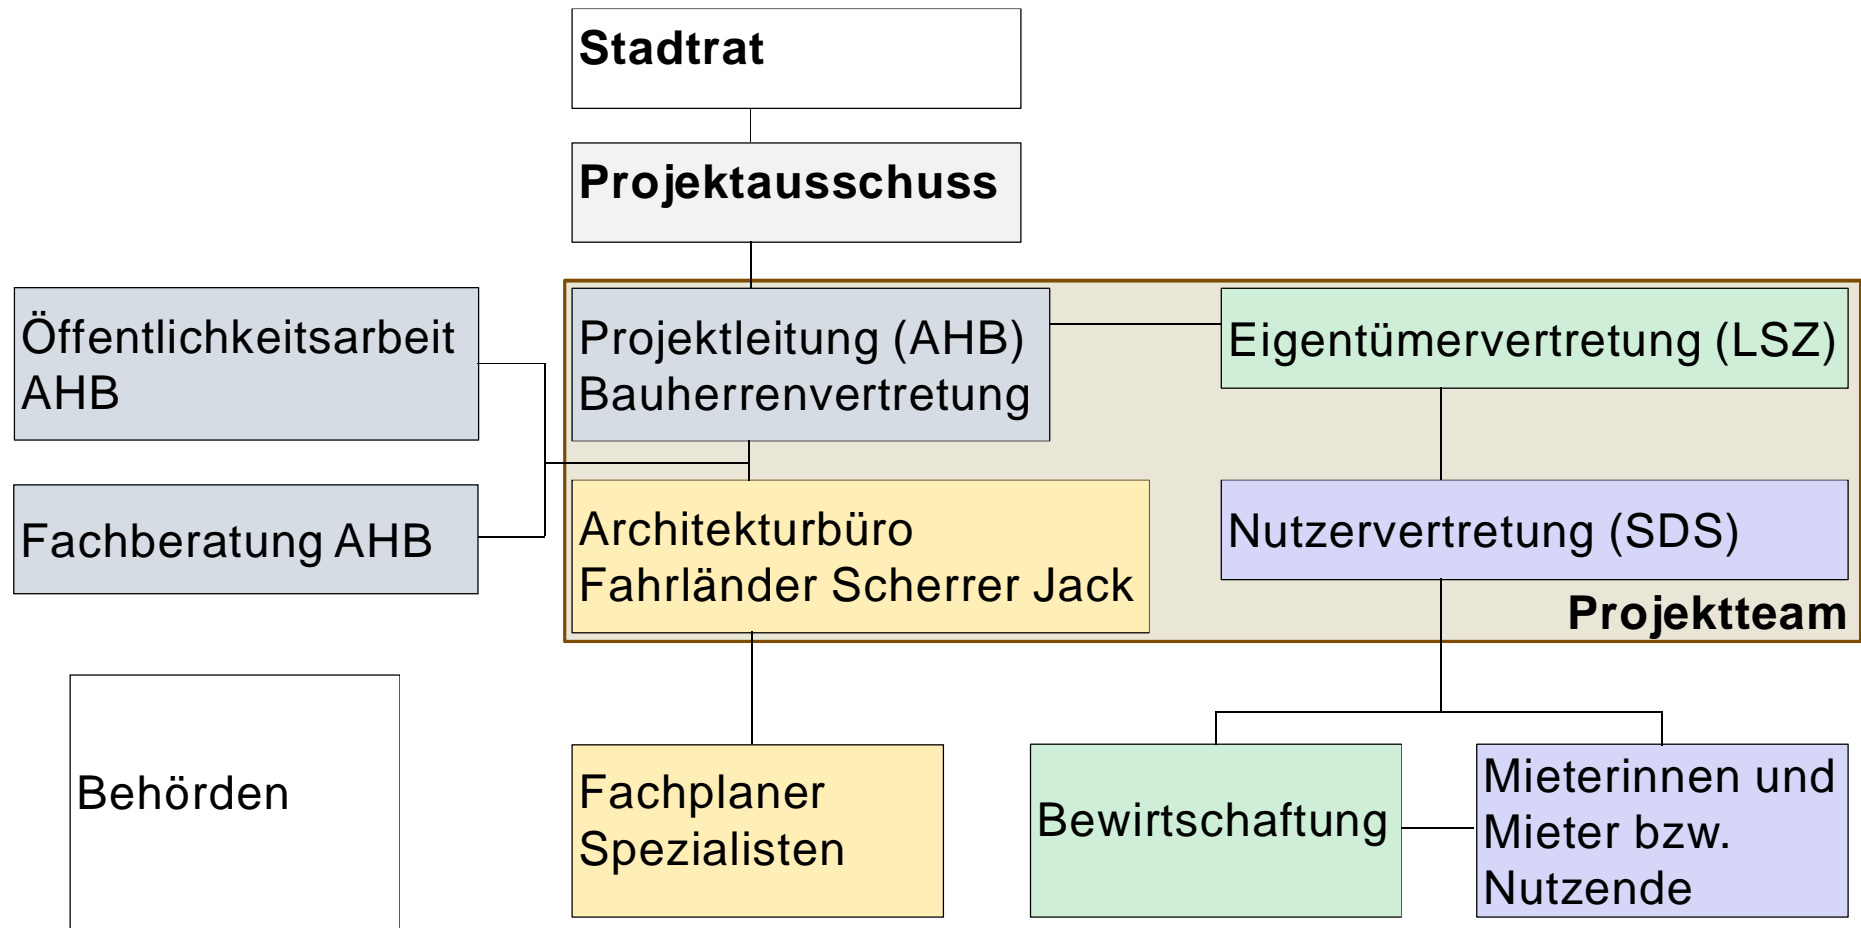 Stadtrat
Projektausschuss
Öffentlichkeitsarbeit
AHB
Projektleitung (AHB)
Bauherrenvertretung
Eigentümervertretung (LSZ)
Fachberatung AHB
Architekturbüro
Fahrländer Scherrer Jack
Nutzervertretung (SDS)
Projektteam
Behörden
Fachplaner
Spezialisten
Bewirtschaftung
Mieterinnen und
Mieter bzw.
Nutzende